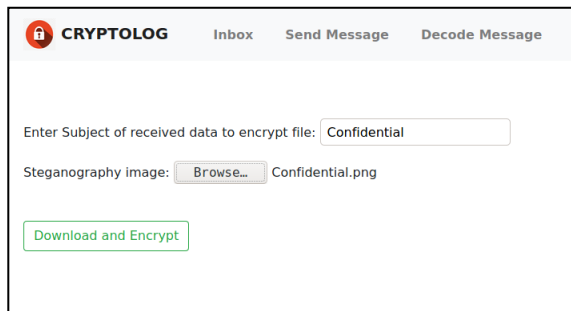 CRYPTOLOG Inbox Send Message Decode Message
Enter Subject of received data to encrypt file: Confidential
Steganography image: Browse… Confidential.png
Download and Encrypt